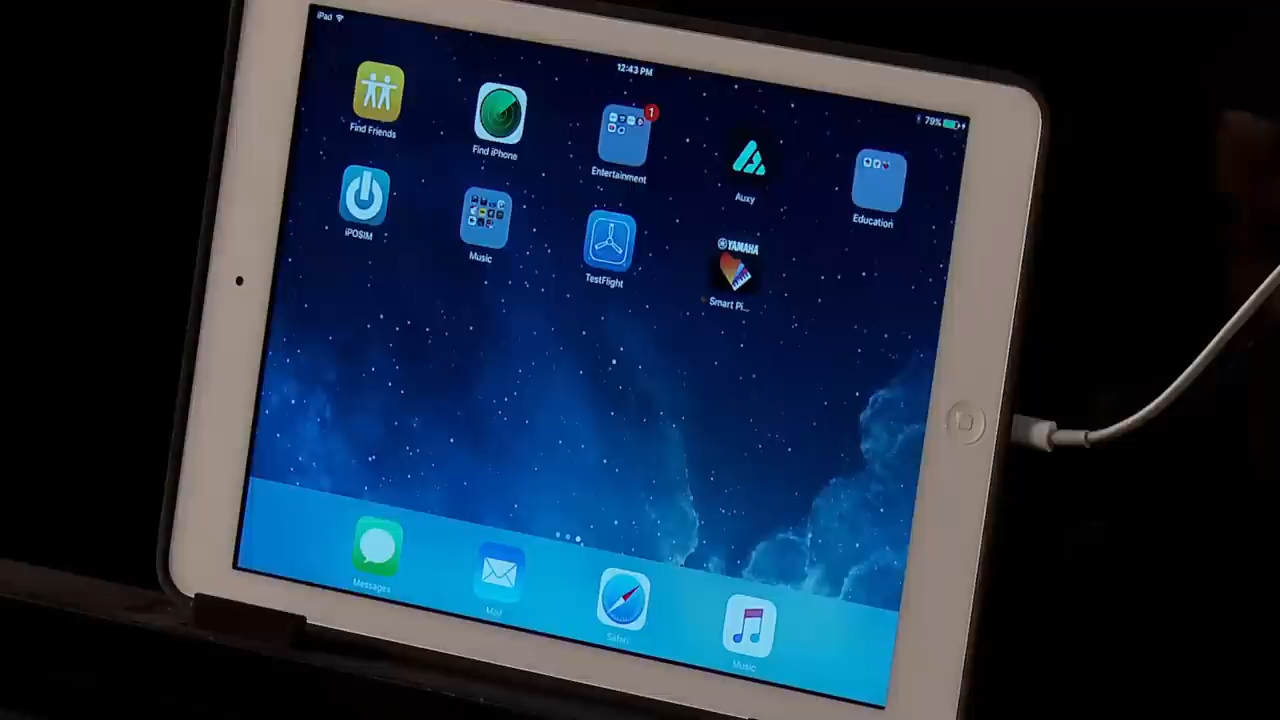 iPad
12:43 PM
79%
Find Friends
Find iPhone
1
Entertainment
Auxy
Education
iPOSIM
Music
TestFlight
YAMAHA
Smart Pi...
Messages
Mail
Safari
Music